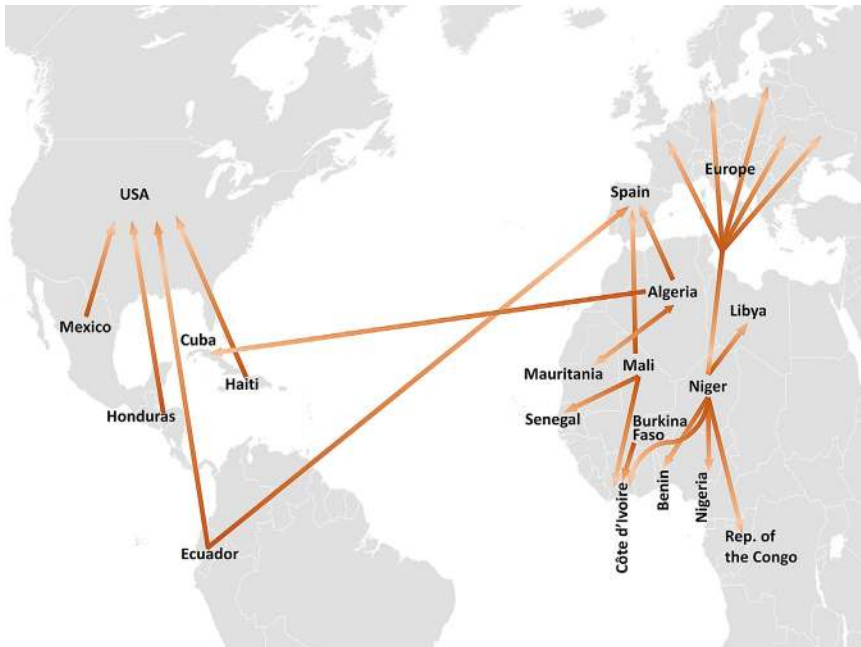 USA
Spain
Europe
Algeria
Libya
Mexico
Cuba
Mauritania
Mali
Haiti
Niger
Honduras
Senegal
Burkina
Faso
Côte d'Ivoire
Benin
Nigeria
Rep. of
the Congo
Ecuador